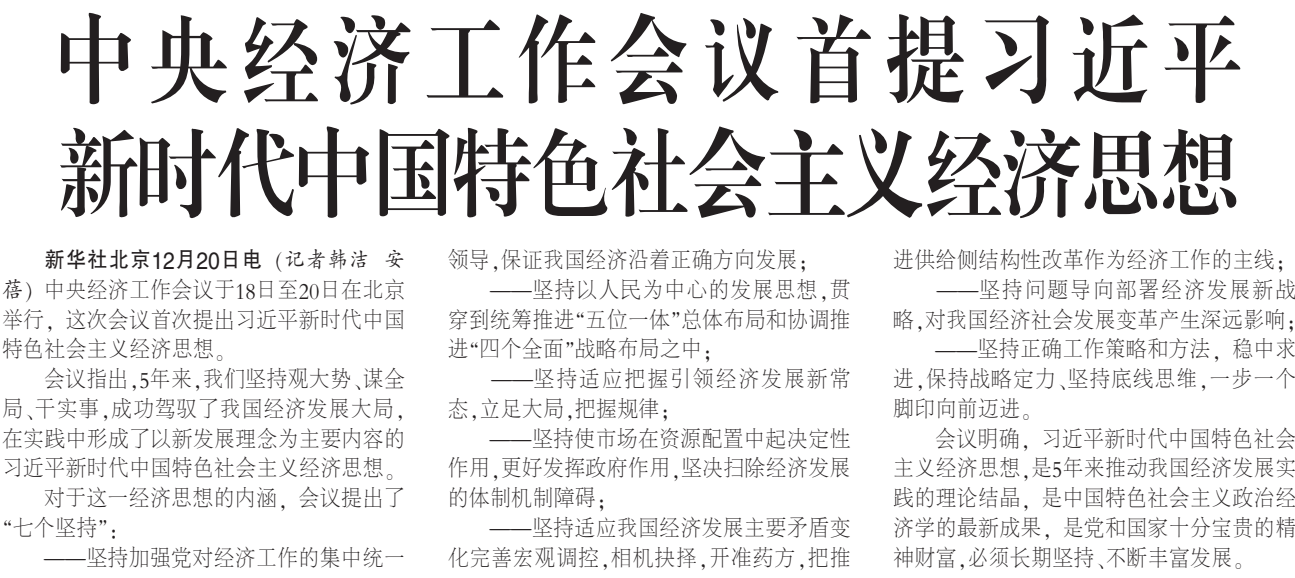 中央经济工作会议首提习近平
新时代中国特色社会主义经济思想
新华社北京12月20日电（记者韩洁 安
蓓）中央经济工作会议于18日至20日在北京
举行，这次会议首次提出习近平新时代中国
特色社会主义经济思想。
会议指出，5年来，我们坚持观大势、谋全
局、干实事，成功驾驭了我国经济发展大局，
在实践中形成了以新发展理念为主要内容的
习近平新时代中国特色社会主义经济思想。
对于这一经济思想的内涵，会议提出了
“七个坚持”：
——坚持加强党对经济工作的集中统一
领导，保证我国经济沿着正确方向发展；
——坚持以人民为中心的发展思想，贯
穿到统筹推进“五位一体”总体布局和协调推
进“四个全面”战略布局之中；
——坚持适应把握引领经济发展新常
态，立足大局，把握规律；
——坚持使市场在资源配置中起决定性
作用，更好发挥政府作用，坚决扫除经济发展
的体制机制障碍；
——坚持适应我国经济发展主要矛盾变
化完善宏观调控，相机抉择，开准药方，把推
进供给侧结构性改革作为经济工作的主线；
——坚持问题导向部署经济发展新战
略，对我国经济社会发展变革产生深远影响；
——坚持正确工作策略和方法，稳中求
进，保持战略定力、坚持底线思维，一步一个
脚印向前迈进。
会议明确，习近平新时代中国特色社会
主义经济思想，是5年来推动我国经济发展实
践的理论结晶，是中国特色社会主义政治经
济学的最新成果，是党和国家十分宝贵的精
神财富，必须长期坚持、不断丰富发展。